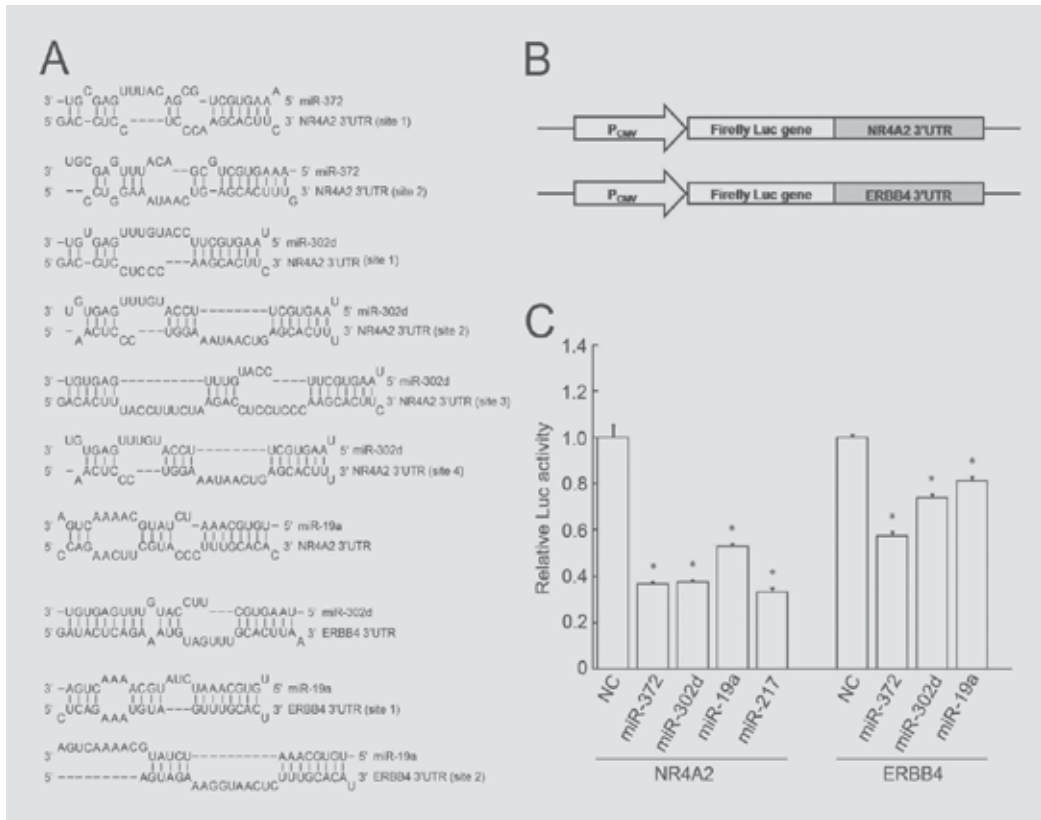 A
C UUUAC CG A
3' -UG GAG AG -UCGUGAA 5' miR-372
5' GAC-CUC ----UC AGCACUUC 3' NR4A2 3'UTR (site 1)
C CCA C
UGC ACA G
3' GA UUU --GC UCGUGAAA- 5' miR-372
5' -- CU GAA UG-AGCACUUU 3' NR4A2 3'UTR (site 2)
C G AUAAC G
U UUUGUACC U
3' -UG GAG UUCGUGAA 5' miR-302d
5' GAC-CUC ---AAGCACUUC 3' NR4A2 3'UTR (site 1)
CUCCC C
G UUUGU U
3' U UGAG ACCU--------UCGUGAA 5' miR-302d
5' - ACUC ---UGGA AGCACUU 3' NR4A2 3'UTR (site 2)
A CC AAUAACUG U
UACC U
3' -UGUGAG----------UUUG ----UUCGUGAA 5' miR-302d
5' GACACUU AGAC AAGCACUU 3' NR4A2 3'UTR (site 3)
UACCUUUCUA CUCCUCCC C
UG UUUGU U
3' UGAG ACCU--------UCGUGAA 5' miR-302d
5' -ACUC ---UGGA AGCACUU 3' NR4A2 3'UTR (site 4)
A CC AAUAACUG U
A AAAAC CU
3' GUC GUAU -AAACGUGU- 5' miR-19a
5' CAG CGUA UUUGCACA 3' NR4A2 3'UTR
C AACUU CCC C
G CUU
3' -UGUGAGUUU UAC ---CGUGAAU- 5' miR-302d
5' GAUACUCAGA AUG GCACUUA 3' ERBB4 3'UTR
A UAGUUU A
AAA AUC U
3' -AGUC ACGU UAAACGUG 5' miR-19a
5' UCAG UGUA---GUUUGCAC 3' ERBB4 3'UTR (site 1)
C AAA U
AGUCAAAACG
3' UAUCU-----------AAACGUGU- 5' miR-19a
5' ----------AGUAGA UUUGCACA 3' ERBB4 3'UTR (site 2)
AAGGUAACUC U
B
PCMV Firefly Luc gene NR4A2 3'UTR
PCMV Firefly Luc gene ERBB4 3'UTR
C
Relative Luc activity
1.4
1.2
1.0
0.8
0.6
0.4
0.2
0
* * * * * * *
NC miR-372 miR-302d miR-19a miR-217 NC miR-372 miR-302d miR-19a
NR4A2 ERBB4